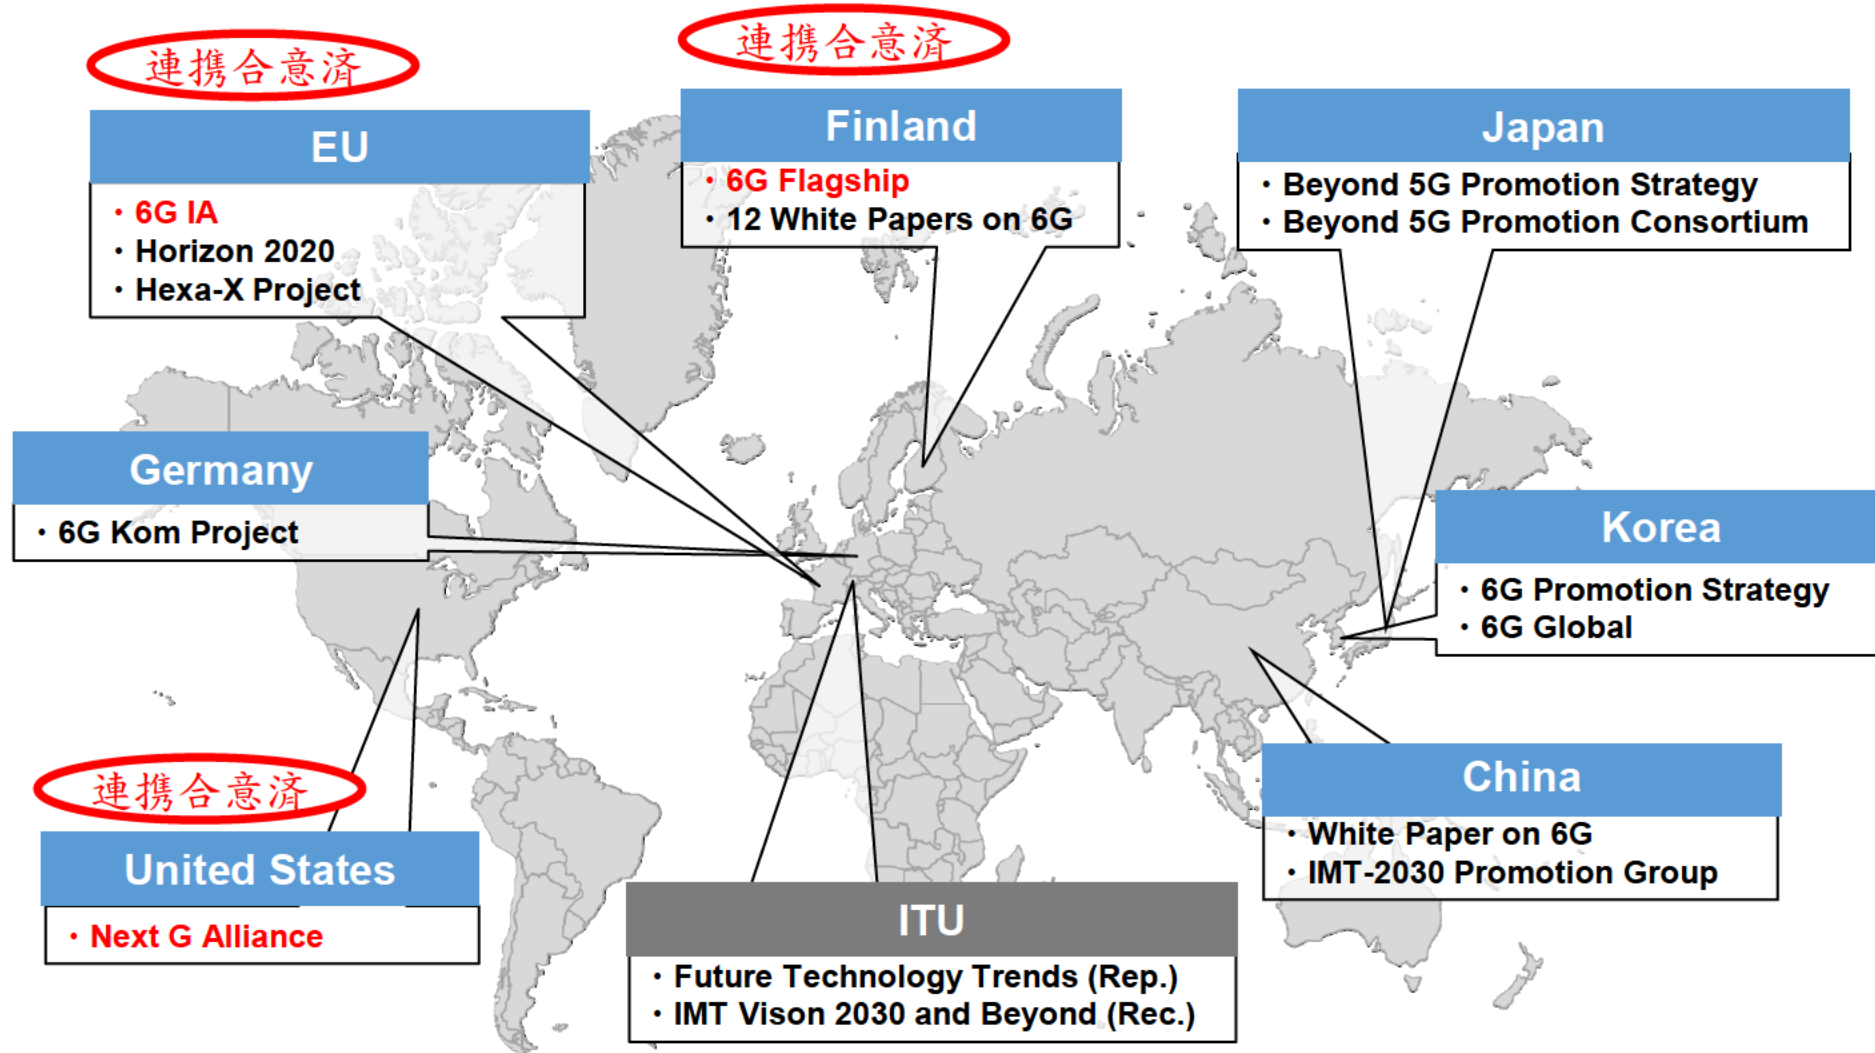 連携合意済
EU
・6G IA
・Horizon 2020
・Hexa-X Project
連携合意済
Finland
・6G Flagship
・12 White Papers on 6G
Japan
・Beyond 5G Promotion Strategy
・Beyond 5G Promotion Consortium
Germany
・6G Kom Project
Korea
・6G Promotion Strategy
・6G Global
連携合意済
United States
・Next G Alliance
ITU
・Future Technology Trends (Rep.)
・IMT Vison 2030 and Beyond (Rec.)
China
・White Paper on 6G
・IMT-2030 Promotion Group